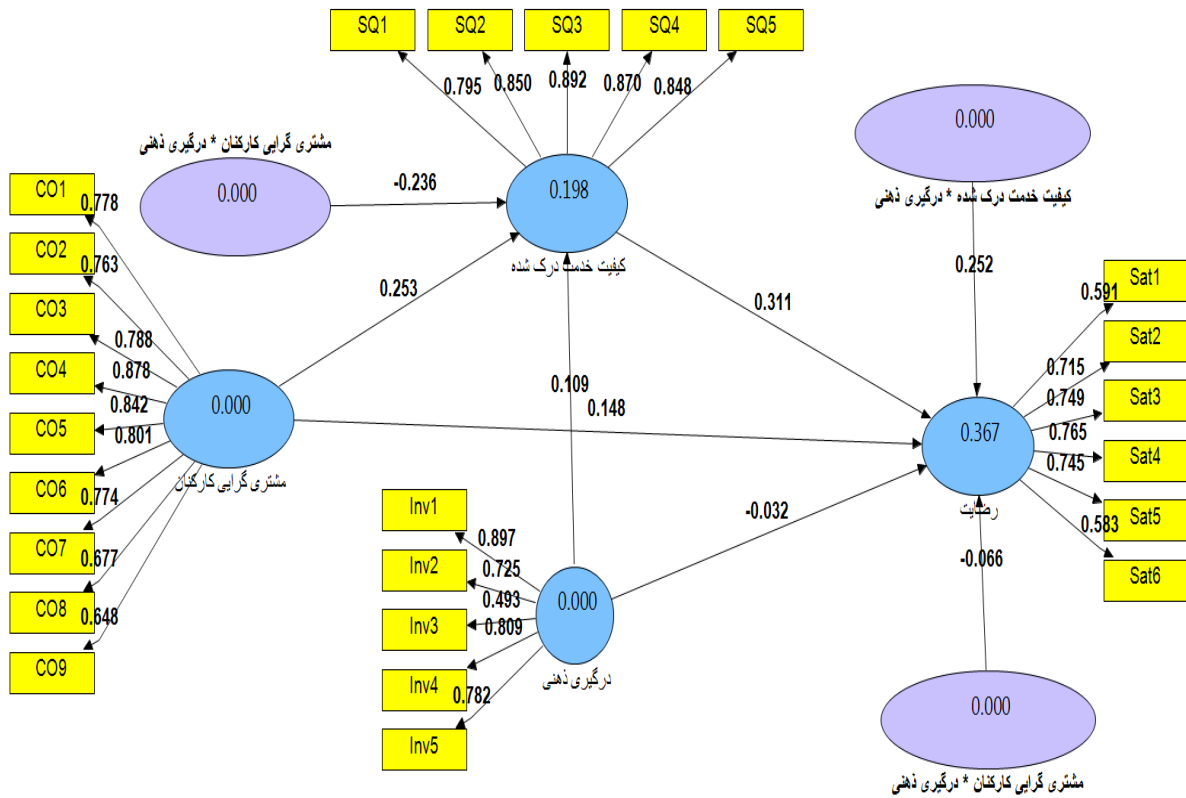 SQ1 SQ2 SQ3 SQ4 SQ5
0.795 0.850 0.892 0.870 0.848
0.000
کیفیت خدمت درک شده * درگیری ذهنی
0.252
مشتری گرایی کارکنان * درگیری ذهنی
0.000
-0.236
0.198
کیفیت خدمت درک شده
CO1
0.778
CO2
0.763
CO3
0.788
CO4
0.878
CO5
0.842
CO6
0.801
CO7
0.774
CO8
0.677
CO9
0.648
0.000
مشتری گرایی کارکنان
0.253
0.311
0.109
0.148
-0.032
Sat1
0.591
Sat2
0.715
Sat3
0.749
Sat4
0.765
Sat5
0.745
Sat6
0.583
0.367
رضایت
-0.066
Inv1
0.897
Inv2
0.725
Inv3
0.493
Inv4
0.809
Inv5
0.782
0.000
درگیری ذهنی
0.000
مشتری گرایی کارکنان * درگیری ذهنی